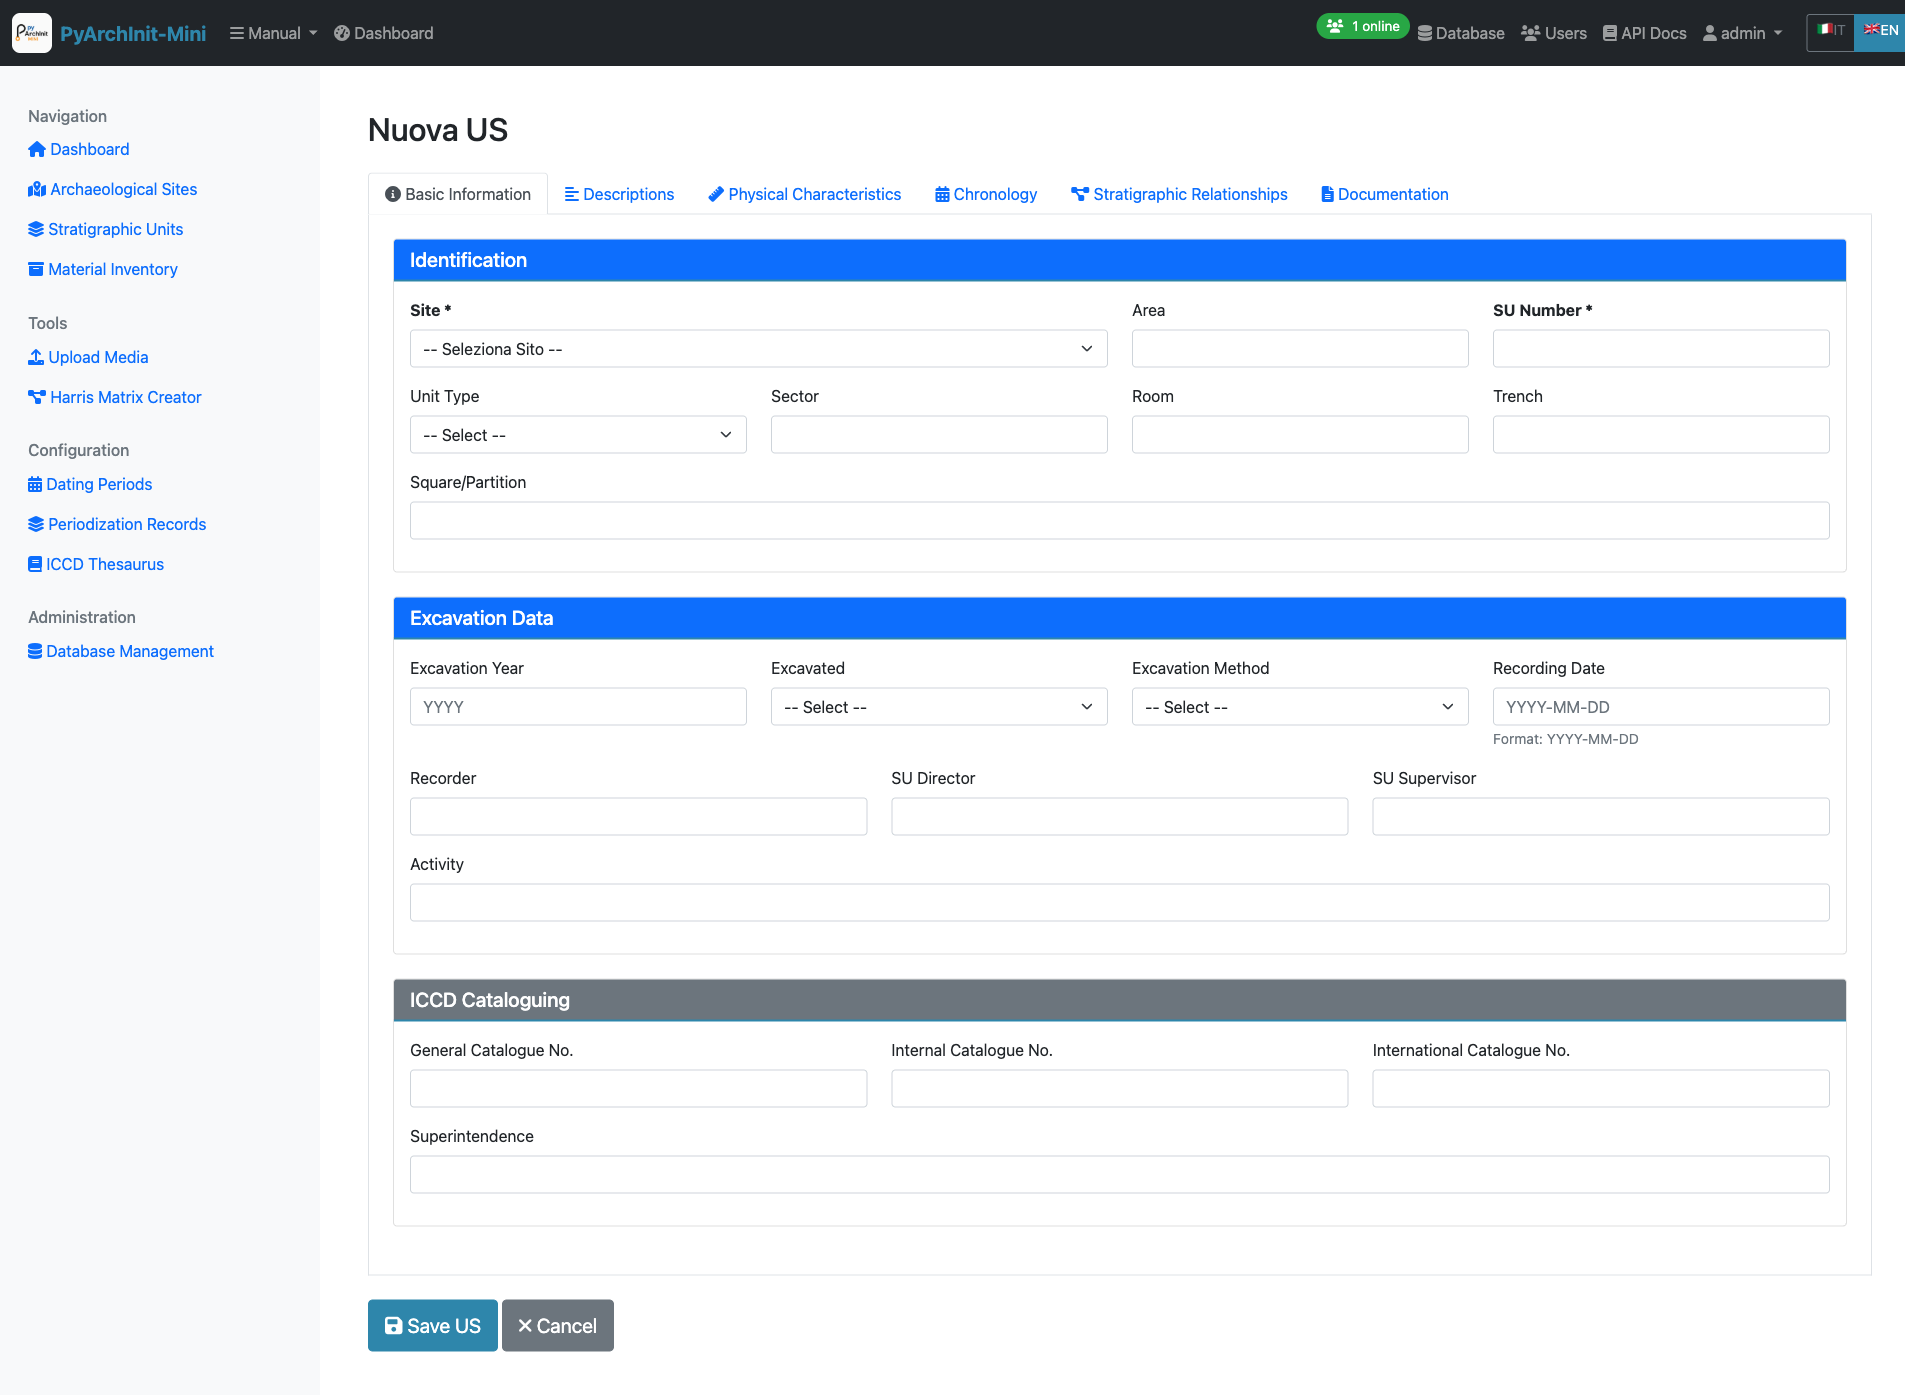 PyArchInit-Mini
Manual
Dashboard
1 online
Database
Users
API Docs
admin
IT
EN
Navigation
Dashboard
Archaeological Sites
Stratigraphic Units
Material Inventory
Tools
Upload Media
Harris Matrix Creator
Configuration
Dating Periods
Periodization Records
ICCD Thesaurus
Administration
Database Management
Nuova US
Basic Information
Descriptions
Physical Characteristics
Chronology
Stratigraphic Relationships
Documentation
Identification
Site *
Area
SU Number *
-- Seleziona Sito --
Unit Type
Sector
Room
Trench
-- Select --
Square/Partition
Excavation Data
Excavation Year
Excavated
Excavation Method
Recording Date
YYYY
-- Select --
-- Select --
YYYY-MM-DD
Format: YYYY-MM-DD
Recorder
SU Director
SU Supervisor
Activity
ICCD Cataloguing
General Catalogue No.
Internal Catalogue No.
International Catalogue No.
Superintendence
Save US
Cancel